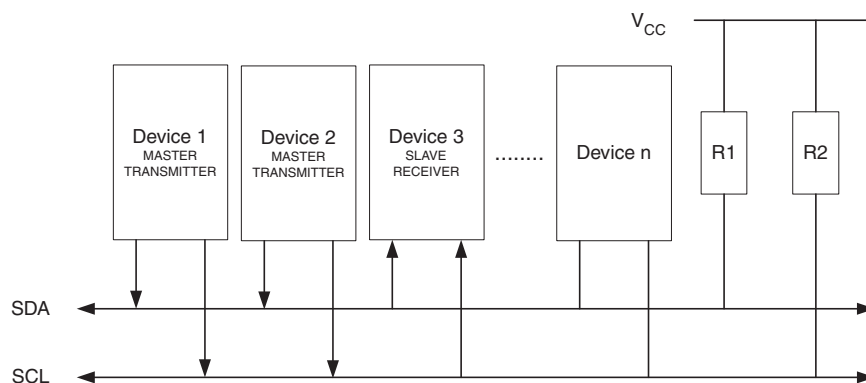 VCC
Device 1
MASTER
TRANSMITTER
Device 2
MASTER
TRANSMITTER
Device 3
SLAVE
RECEIVER
........
Device n
R1
R2
SDA
SCL